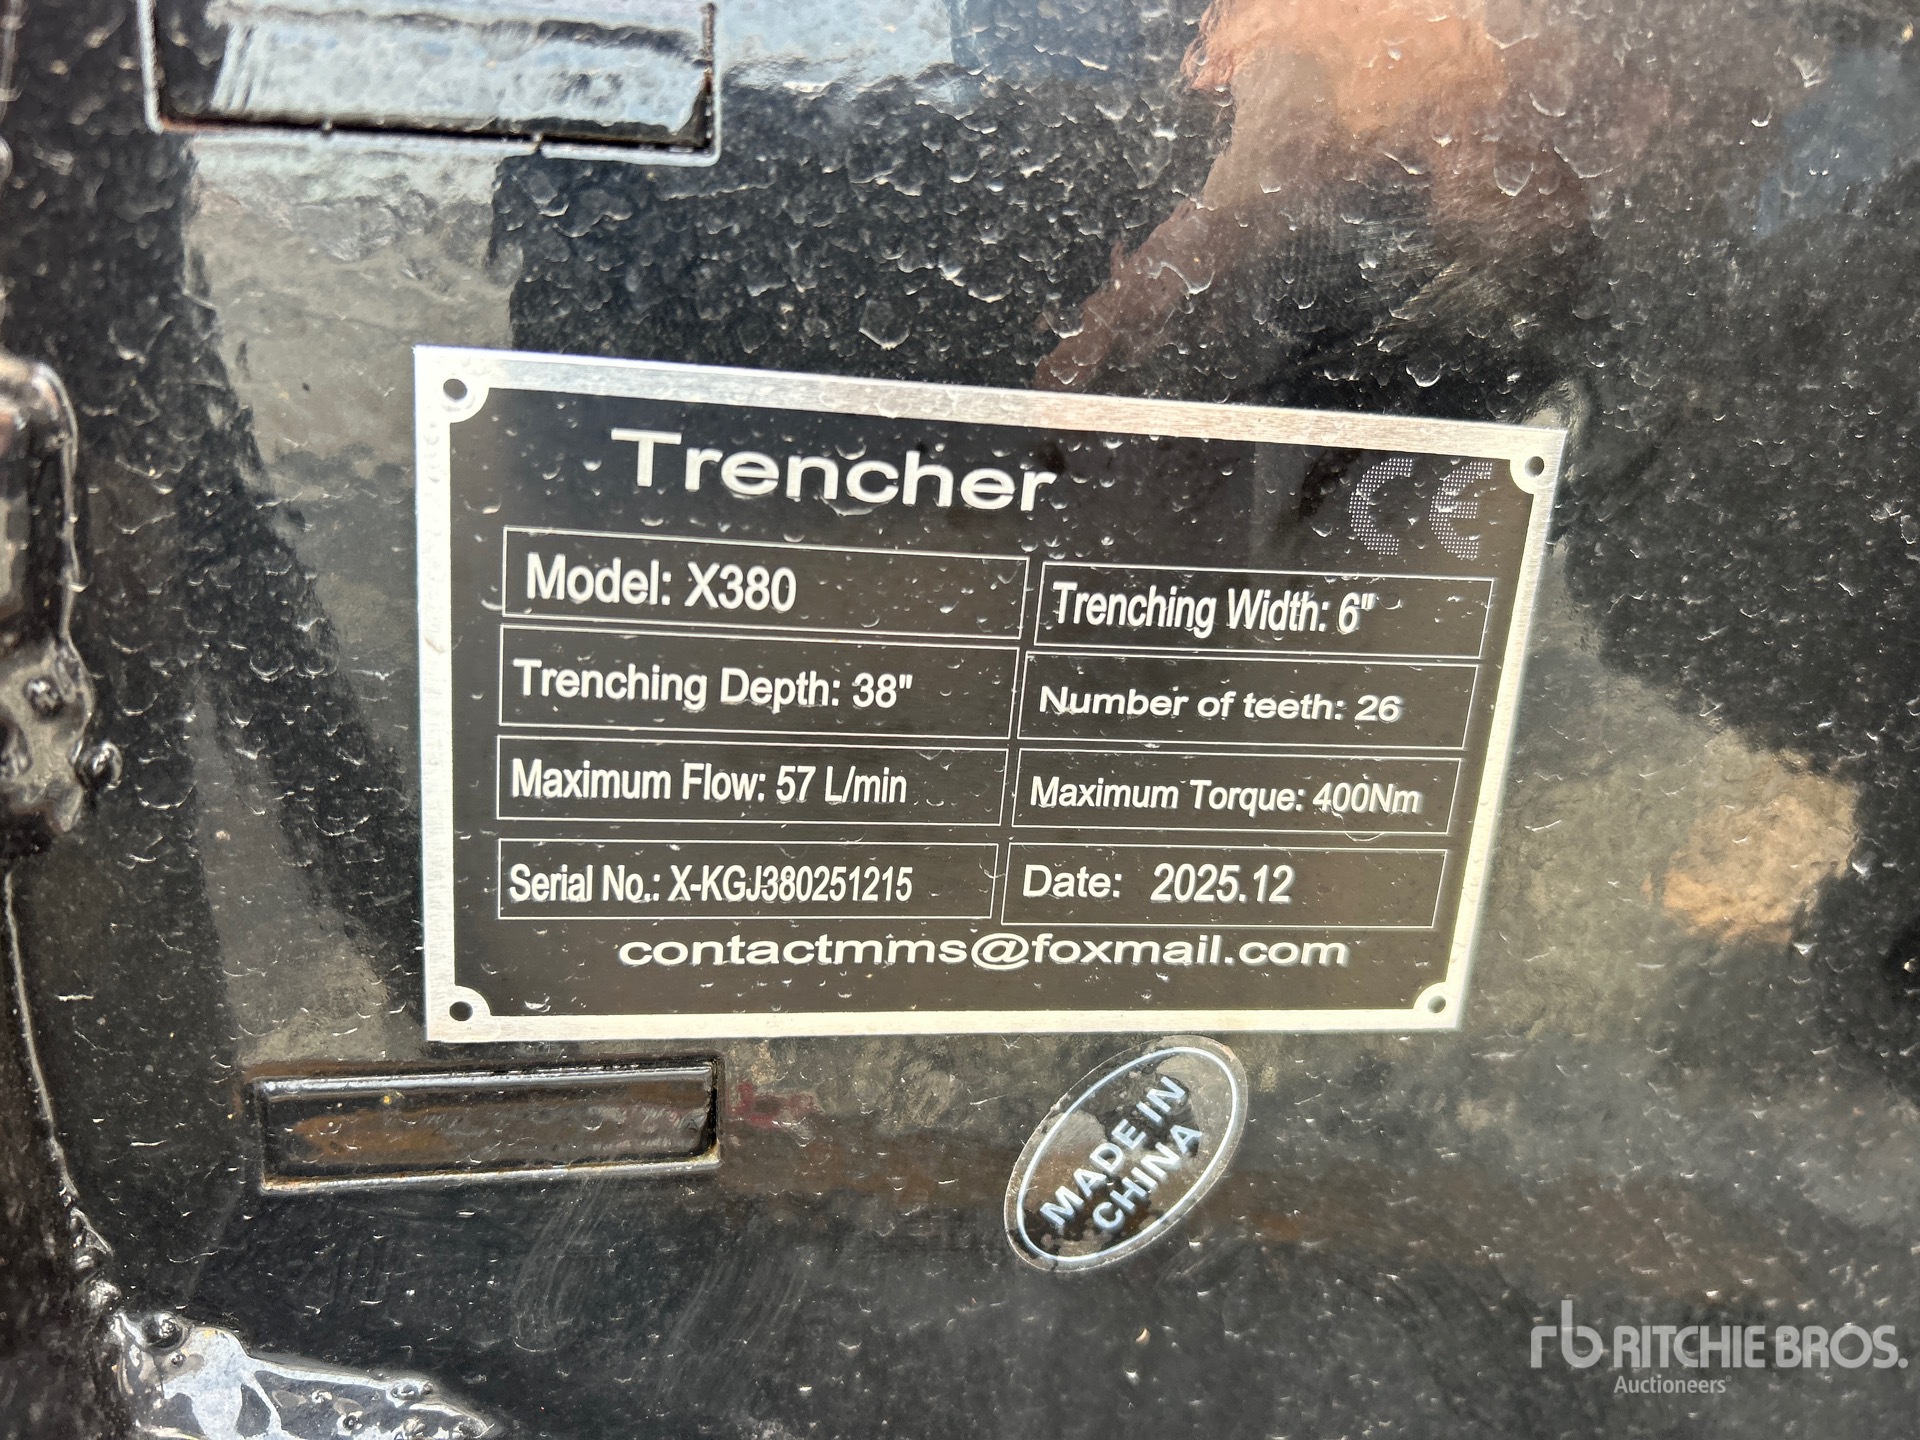 Trencher
CE
Model: X380
Trenching Width: 6"
Trenching Depth: 38"
Number of teeth: 26
Maximum Flow: 57 L/min
Maximum Torque: 400Nm
Serial No.: X-KGJ380251215
Date: 2025.12
contactmms@foxmail.com
MADE IN
CHINA
rb RITCHIE BROS.
Auctioneers